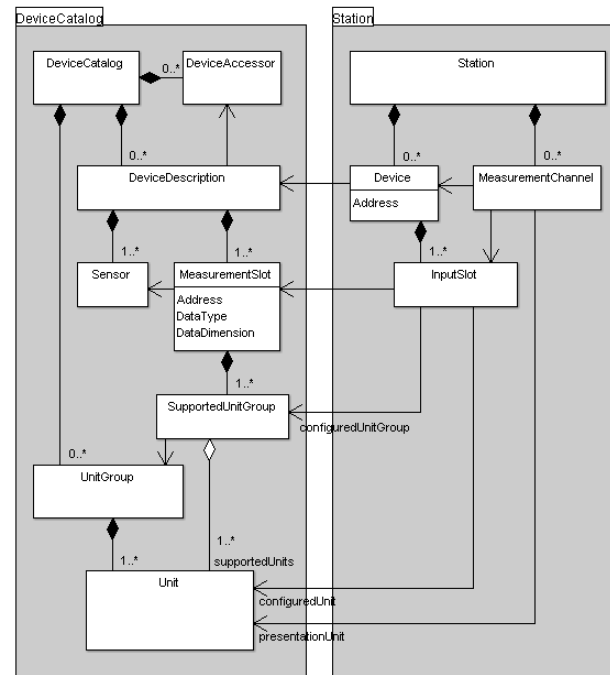 DeviceCatalog
Station
DeviceCatalog
0..*
DeviceAccessor
Station
0..*
0..*
0..*
DeviceDescription
Device
Address
MeasurementChannel
1..*
1..*
1..*
Sensor
MeasurementSlot
Address
DataType
DataDimension
InputSlot
1..*
SupportedUnitGroup
configuredUnitGroup
0..*
UnitGroup
1..*
1..*
supportedUnits
Unit
configuredUnit
presentationUnit